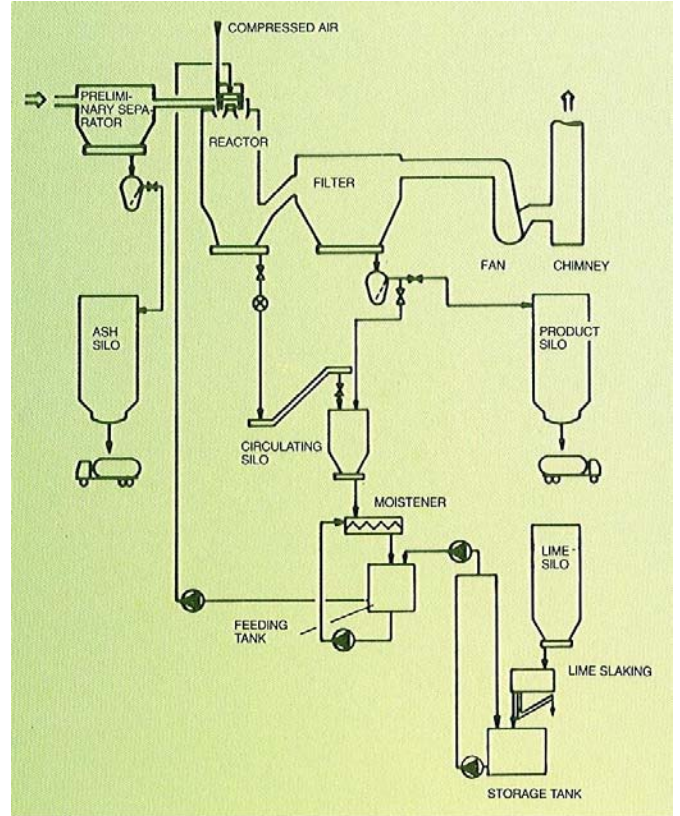 COMPRESSED AIR
PRELIMI-
NARY SEPA-
RATOR
REACTOR
FILTER
FAN
CHIMNEY
ASH
SILO
PRODUCT
SILO
CIRCULATING
SILO
MOISTENER
LIME-
SILO
FEEDING
TANK
LIME SLAKING
STORAGE TANK